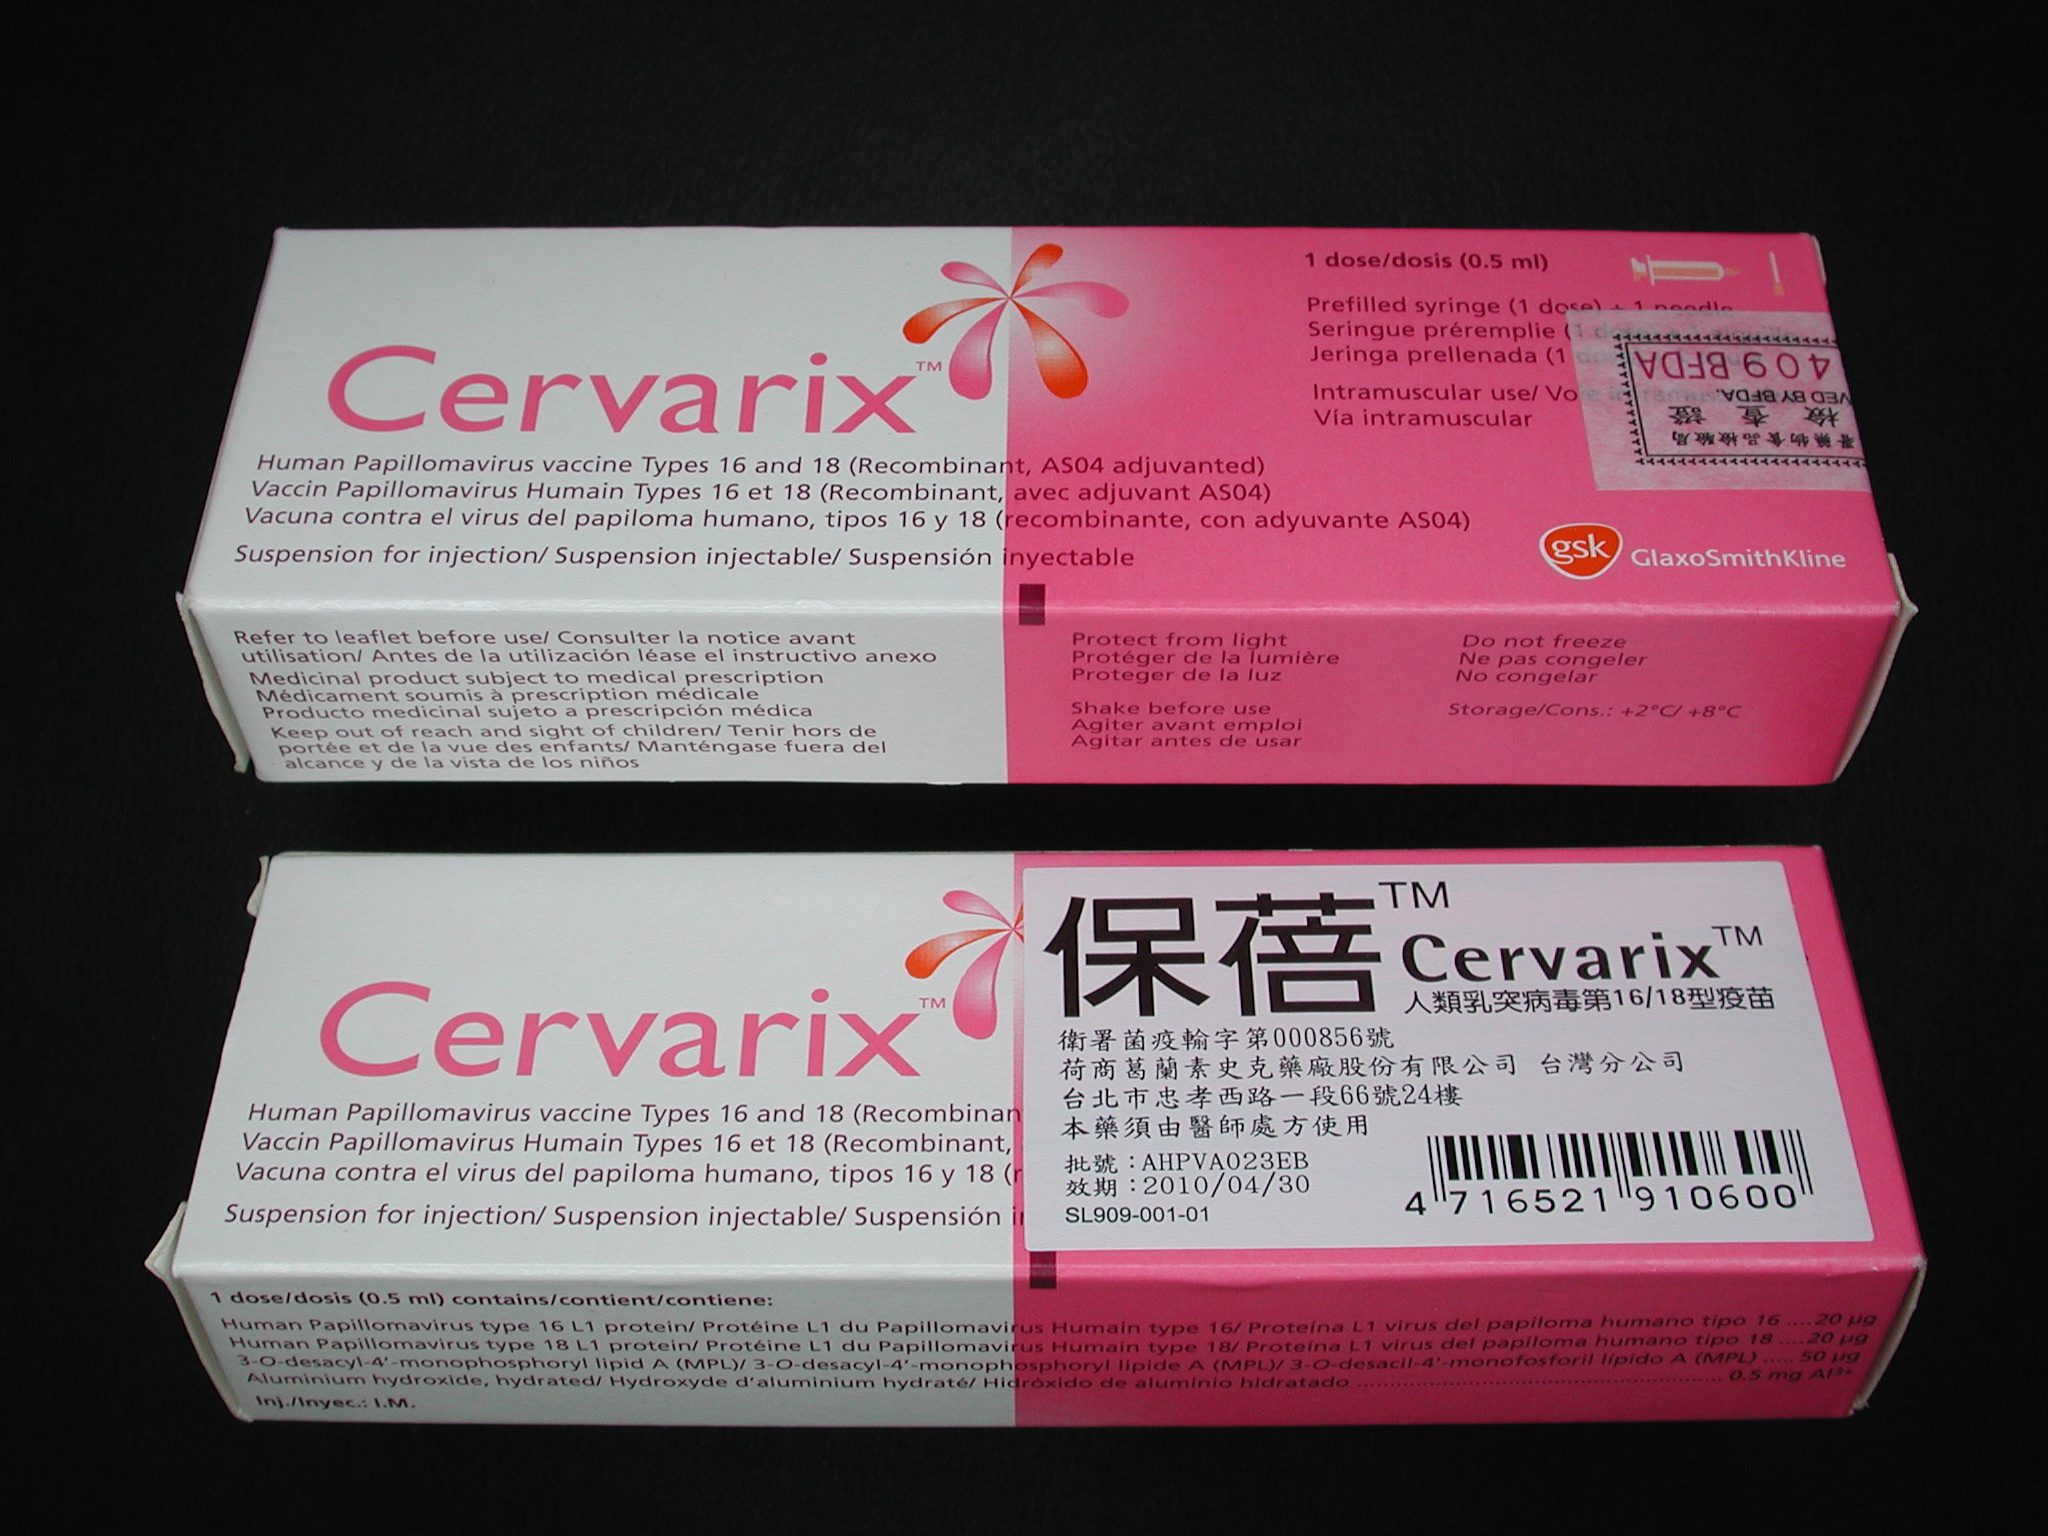 Cervarix™
Human Papillomavirus vaccine Types 16 and 18 (Recombinant, AS04 adjuvanted)
Vaccin Papillomavirus Humain Types 16 et 18 (Recombinant, avec adjuvant AS04)
Vacuna contra el virus del papiloma humano, tipos 16 y 18 (recombinante, con adyuvante AS04)
Suspension for injection/ Suspension injectable/ Suspensión inyectable
1 dose/dosis (0.5 ml)
Prefilled syringe (1 dose) + 1 needle
Seringue préremplie (1
Jeringa prellenada (1
Intramuscular use/ Voie
Vía intramuscular
409 BFDA
VED BY BFDA,
檢查證
藥物食品檢驗局
gsk GlaxoSmithKline
Refer to leaflet before use/ Consulter la notice avant
utilisation/ Antes de la utilización léase el instructivo anexo
Medicinal product subject to medical prescription
Médicament soumis à prescription médicale
Producto medicinal sujeto a prescripción médica
Keep out of reach and sight of children/ Tenir hors de
portée et de la vue des enfants/ Manténgase fuera del
alcance y de la vista de los niños
Protect from light
Protéger de la lumière
Proteger de la luz
Shake before use
Agiter avant emploi
Agitar antes de usar
Do not freeze
Ne pas congeler
No congelar
Storage/Cons.: +2°C/ +8°C
Cervarix™
Human Papillomavirus vaccine Types 16 and 18 (Recombinan
Vaccin Papillomavirus Humain Types 16 et 18 (Recombinant,
Vacuna contra el virus del papiloma humano, tipos 16 y 18 (r
Suspension for injection/ Suspension injectable/ Suspensión i
保蓓™ Cervarix™
人類乳突病毒第16/18型疫苗
衛署菌疫輸字第000856號
荷商葛蘭素史克藥廠股份有限公司 台灣分公司
台北市忠孝西路一段66號24樓
本藥須由醫師處方使用
批號：AHPVA023EB
效期：2010/04/30
SL909-001-01
4 716521 910600
1 dose/dosis (0.5 ml) contains/contient/contiene:
Human Papillomavirus type 16 L1 protein/ Protéine L1 du Papillomavirus Humain type 16/ Proteína L1 virus del papiloma humano tipo 16 ....20 µg
Human Papillomavirus type 18 L1 protein/ Protéine L1 du Papillomavirus Humain type 18/ Proteína L1 virus del papiloma humano tipo 18 ....20 µg
3-O-desacyl-4'-monophosphoryl lipid A (MPL)/ 3-O-desacyl-4'-monophosphoryl lipide A (MPL)/ 3-O-desacil-4'-monofosforil lípido A (MPL) ..... 50 µg
Aluminium hydroxide, hydrated/ Hydroxyde d'aluminium hydraté/ Hidróxido de aluminio hidratado ........ 0.5 mg Al³⁺
Inj./Inyec.: I.M.